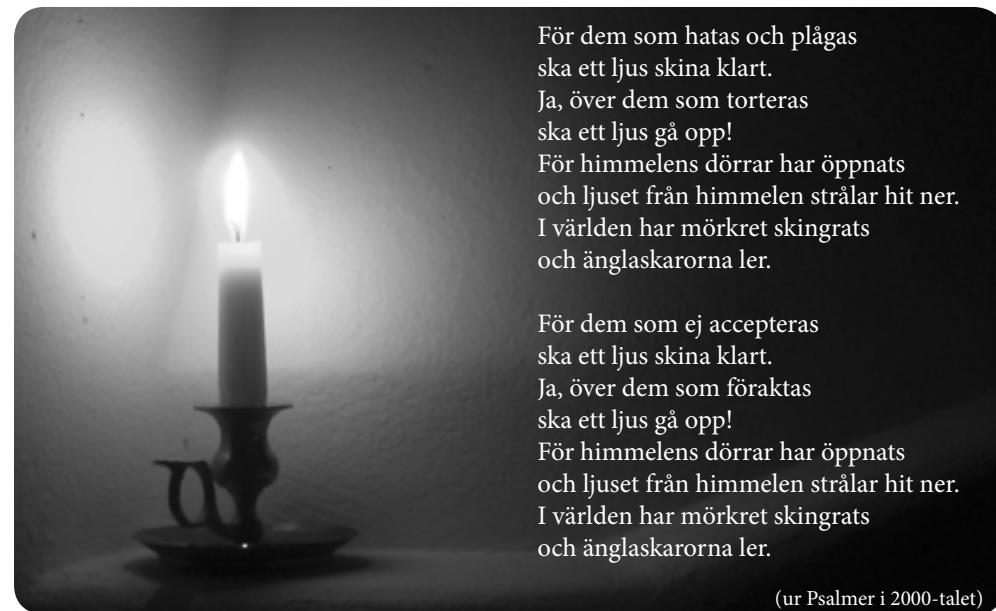 För dem som hatas och plågas
ska ett ljus skina klart.
Ja, över dem som torteras
ska ett ljus gå opp!
För himmelens dörrar har öppnats
och ljuset från himmelen strålar hit ner.
I världen har mörkret skingrats
och änglaskarorna ler.

För dem som ej accepteras
ska ett ljus skina klart.
Ja, över dem som föraktas
ska ett ljus gå opp!
För himmelens dörrar har öppnats
och ljuset från himmelen strålar hit ner.
I världen har mörkret skingrats
och änglaskarorna ler.

(ur Psalmer i 2000-talet)